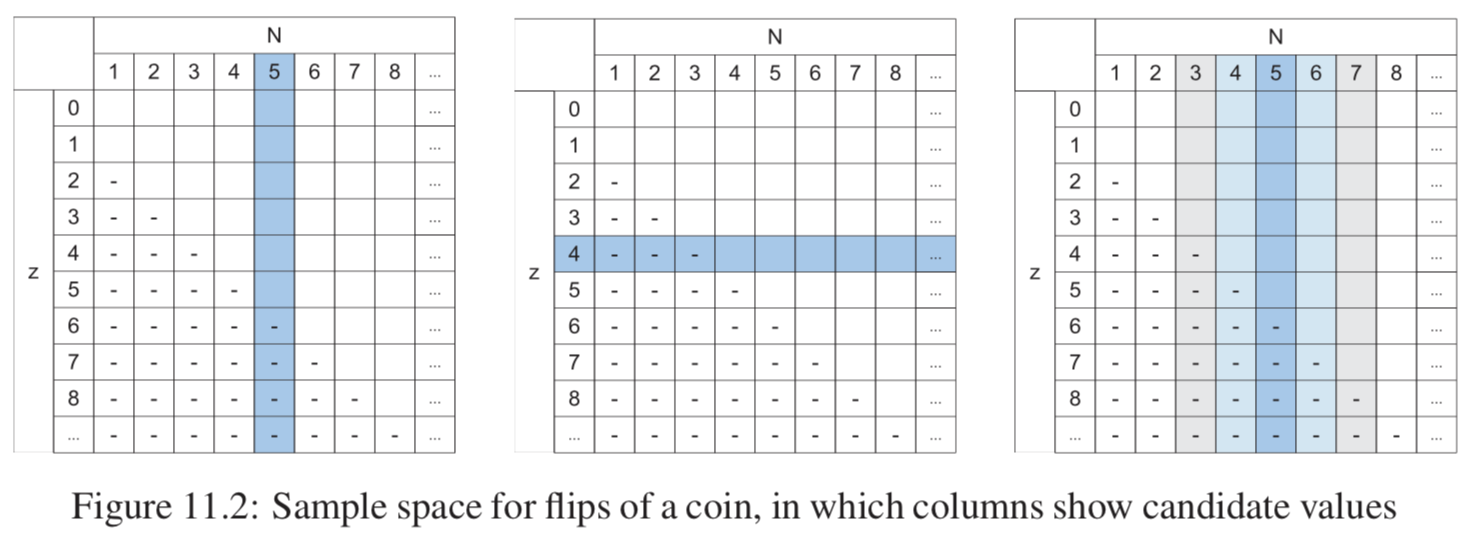 N
1 2 3 4 5 6 7 8 ...
0 ...
1 ...
2 - ...
3 - - ...
4 - - - ...
z
5 - - - - ...
6 - - - - - ...
7 - - - - - - ...
8 - - - - - - - ...
... - - - - - - - - ...
N
1 2 3 4 5 6 7 8 ...
0 ...
1 ...
2 - ...
3 - - ...
4 - - - ...
z
5 - - - - ...
6 - - - - - ...
7 - - - - - - ...
8 - - - - - - - ...
... - - - - - - - - ...
N
1 2 3 4 5 6 7 8 ...
0 ...
1 ...
2 - ...
3 - - ...
4 - - - ...
z
5 - - - - ...
6 - - - - - ...
7 - - - - - - ...
8 - - - - - - - ...
... - - - - - - - - ...
Figure 11.2: Sample space for flips of a coin, in which columns show candidate values